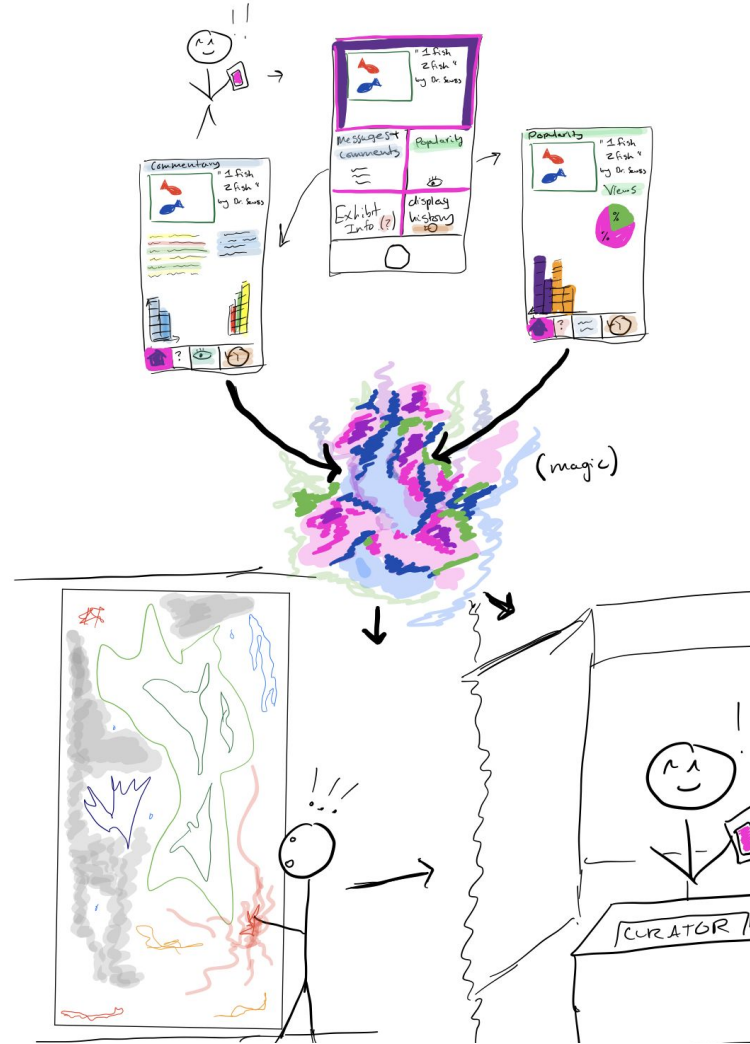 !!
"1 fish
2 fish"
by Dr. Seuss
Messages +
Comments
Popularity
Exhibt
Info (?)
display
history
Commentary
"1 fish
2 fish"
by Dr. Seuss
?
Popularity
"1 fish
2 fish"
by Dr. Seuss
Views
%
%
?
(magic)
!!!
!
CURATOR